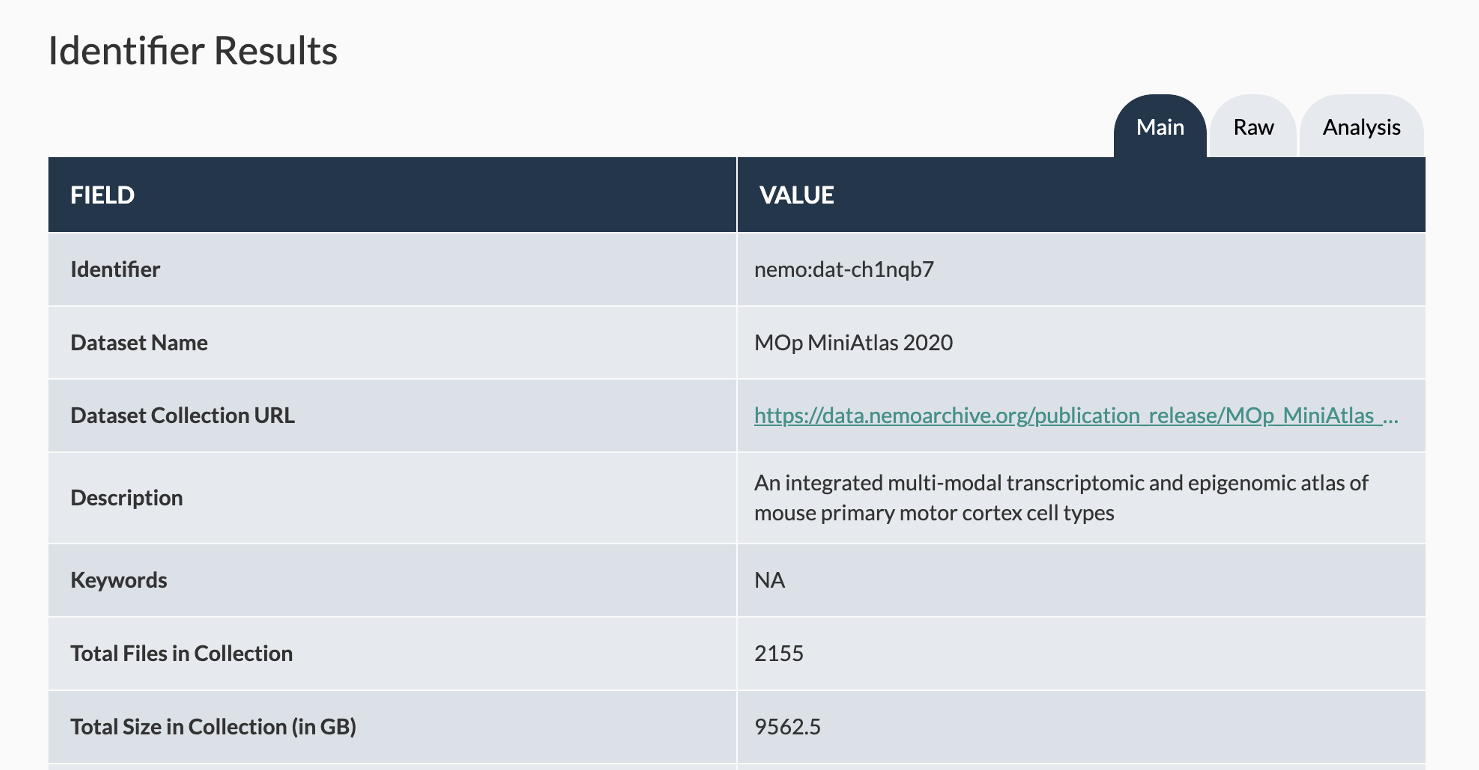 Identifier Results
Main Raw Analysis
FIELD VALUE
Identifier nemo:dat-ch1nqb7
Dataset Name MOp MiniAtlas 2020
Dataset Collection URL https://data.nemoarchive.org/publication_release/MOp_MiniAtlas_...
Description An integrated multi-modal transcriptomic and epigenomic atlas of
mouse primary motor cortex cell types
Keywords NA
Total Files in Collection 2155
Total Size in Collection (in GB) 9562.5